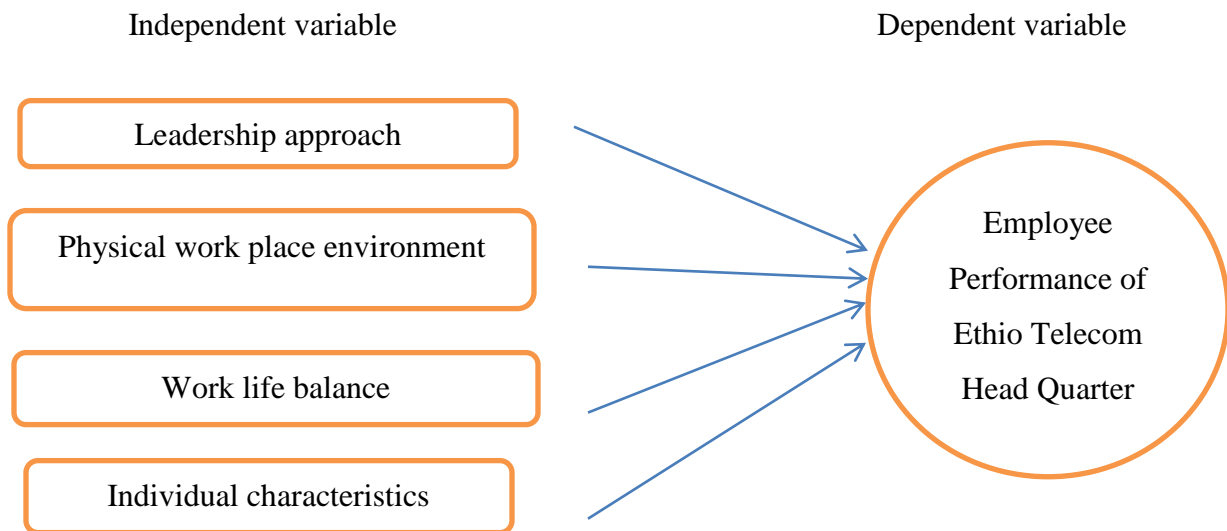 Independent variable
Dependent variable
Leadership approach
Physical work place environment
Work life balance
Individual characteristics
Employee
Performance of
Ethio Telecom
Head Quarter